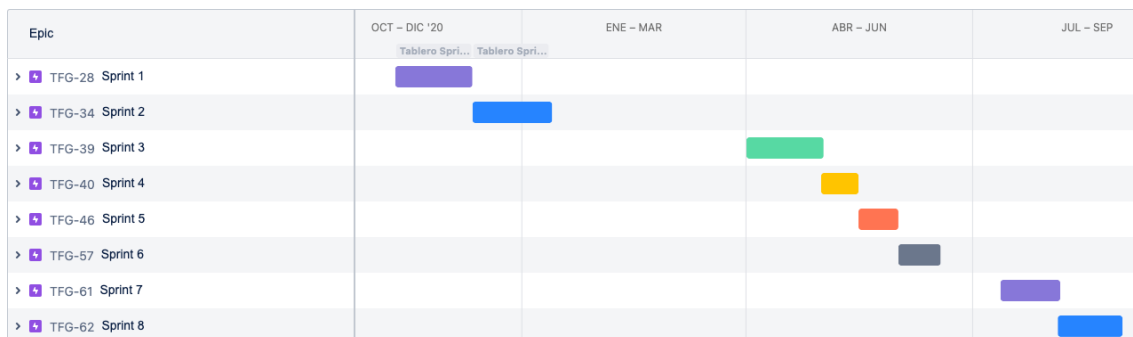 Epic
OCT – DIC '20 ENE – MAR ABR – JUN JUL – SEP
Tablero Spri... Tablero Spri...
TFG-28 Sprint 1
TFG-34 Sprint 2
TFG-39 Sprint 3
TFG-40 Sprint 4
TFG-46 Sprint 5
TFG-57 Sprint 6
TFG-61 Sprint 7
TFG-62 Sprint 8